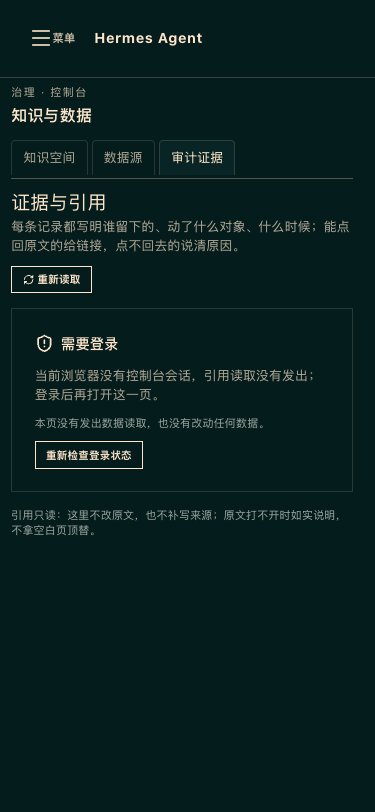 菜单 Hermes Agent
治理 · 控制台
知识与数据
知识空间 数据源 审计证据
证据与引用
每条记录都写明谁留下的、动了什么对象、什么时候；能点
回原文的给链接，点不回去的说清原因。
重新读取
需要登录
当前浏览器没有控制台会话，引用读取没有发出；
登录后再打开这一页。
本页没有发出数据读取，也没有改动任何数据。
重新检查登录状态
引用只读：这里不改原文，也不补写来源；原文打不开时如实说明，
不拿空白页顶替。